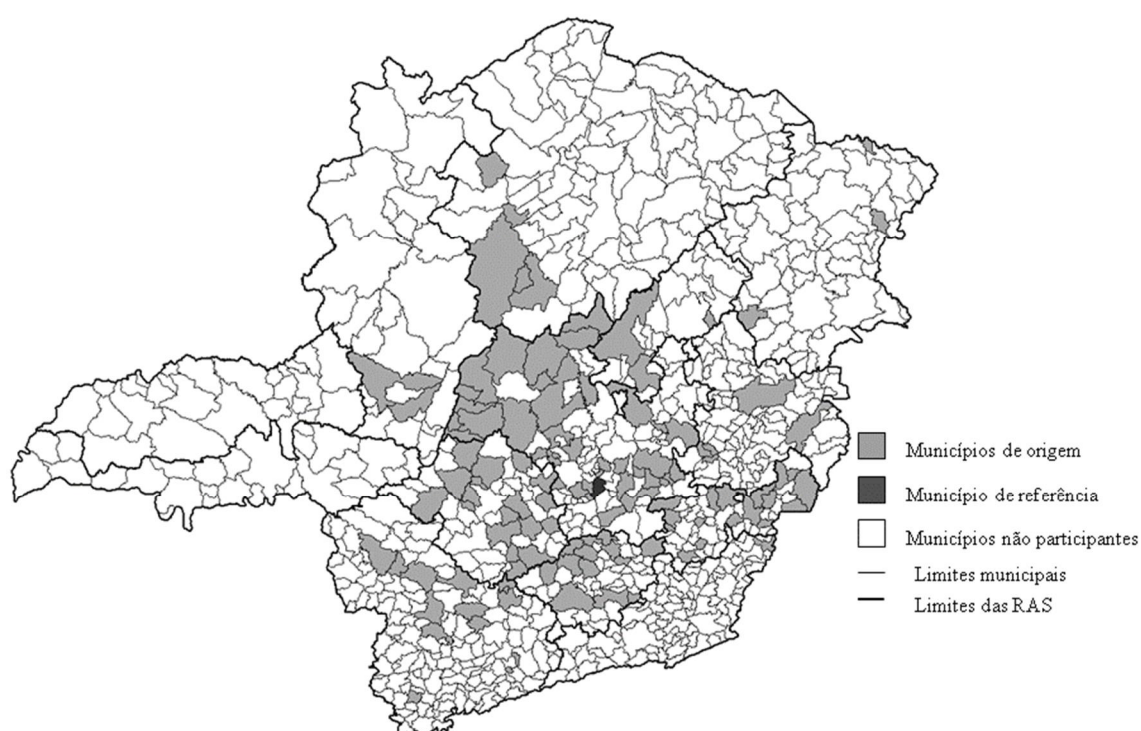 Municípios de origem
Município de referência
Municípios não participantes
Limites municipais
Limites das RAS